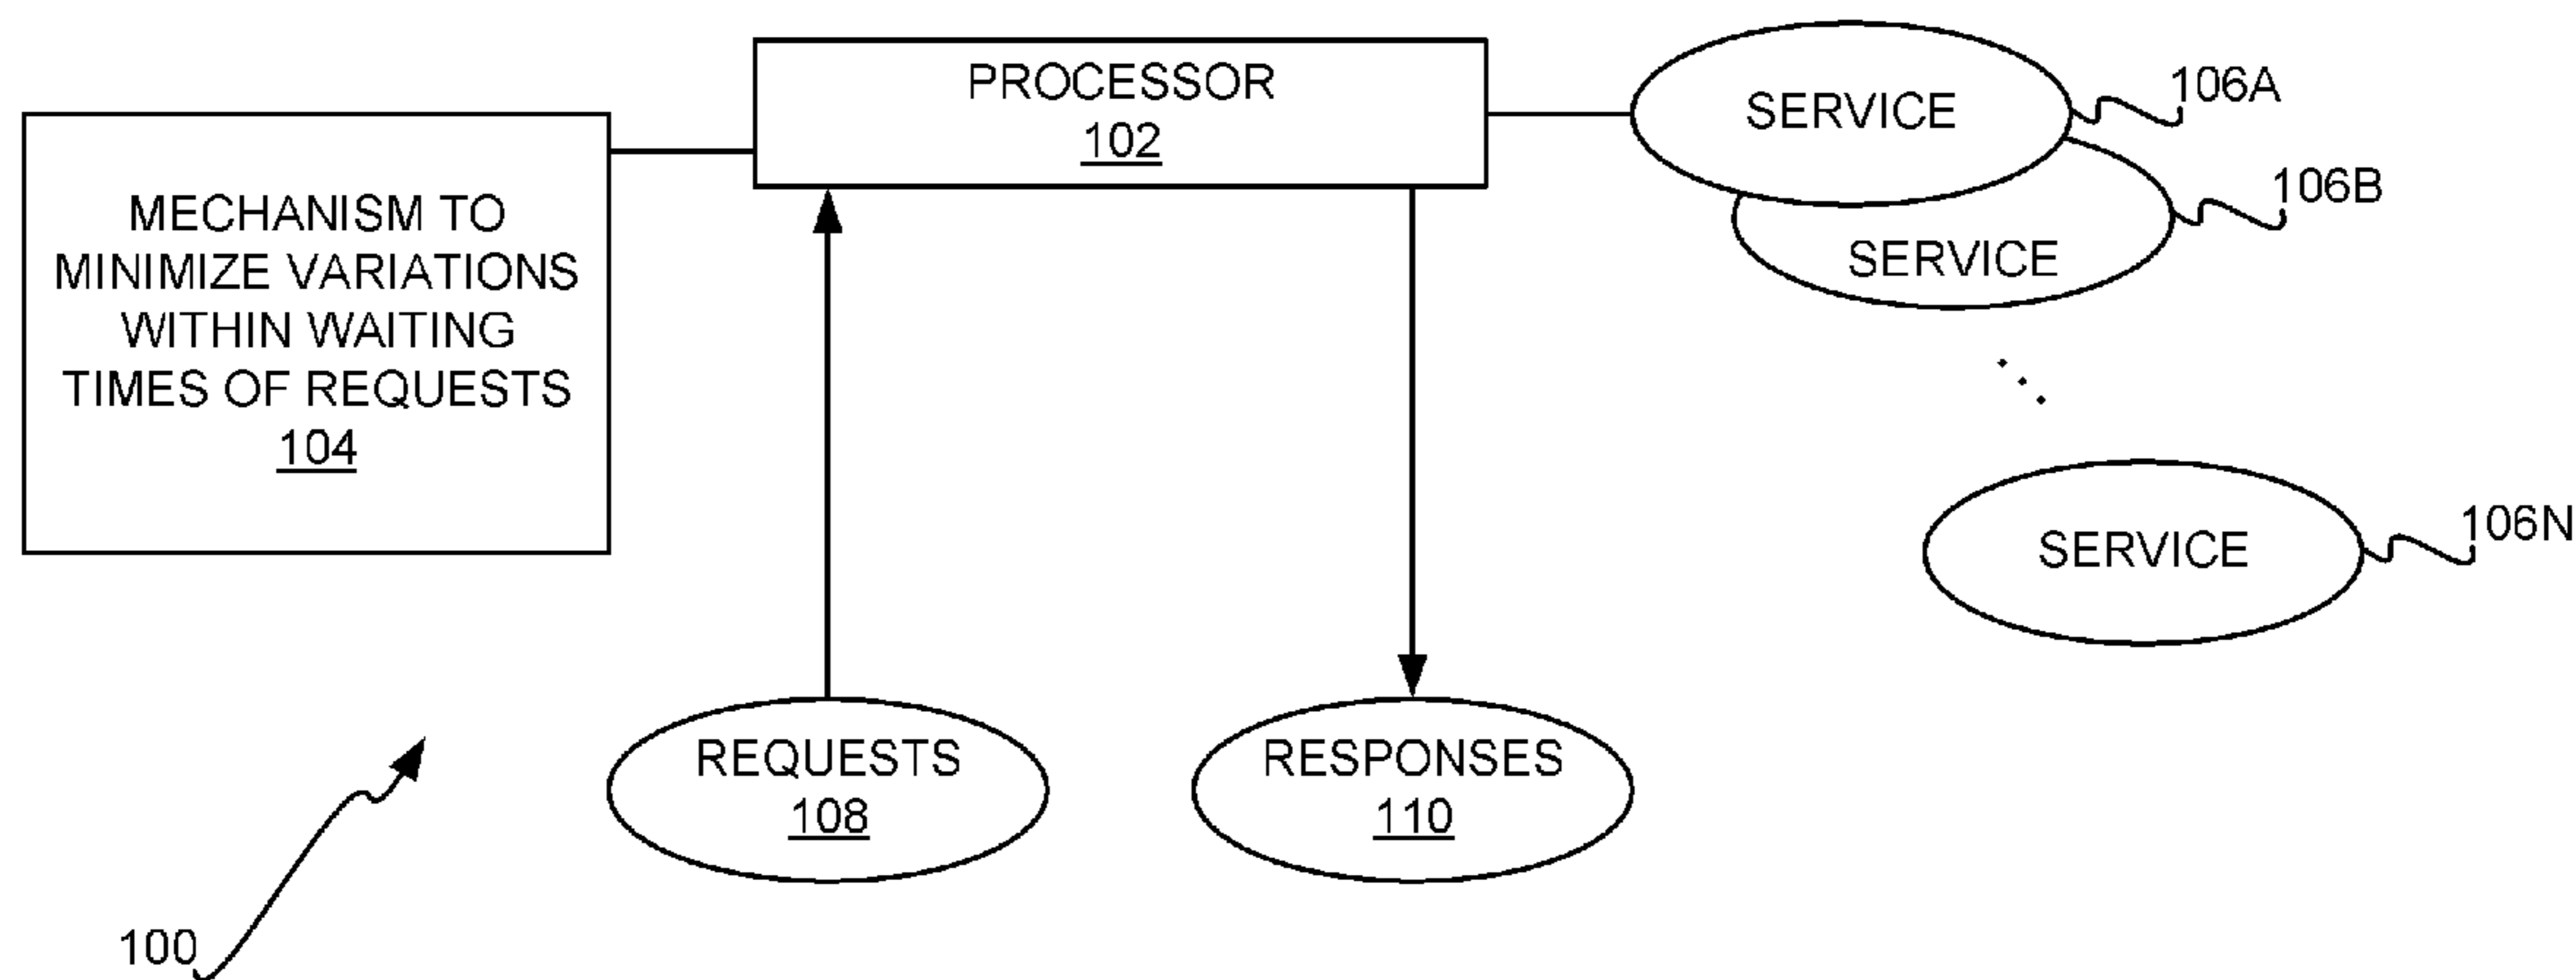 PROCESSOR
102
MECHANISM TO
MINIMIZE VARIATIONS
WITHIN WAITING
TIMES OF REQUESTS
104
SERVICE
106A
SERVICE
106B
SERVICE
106N
REQUESTS
108
RESPONSES
110
100